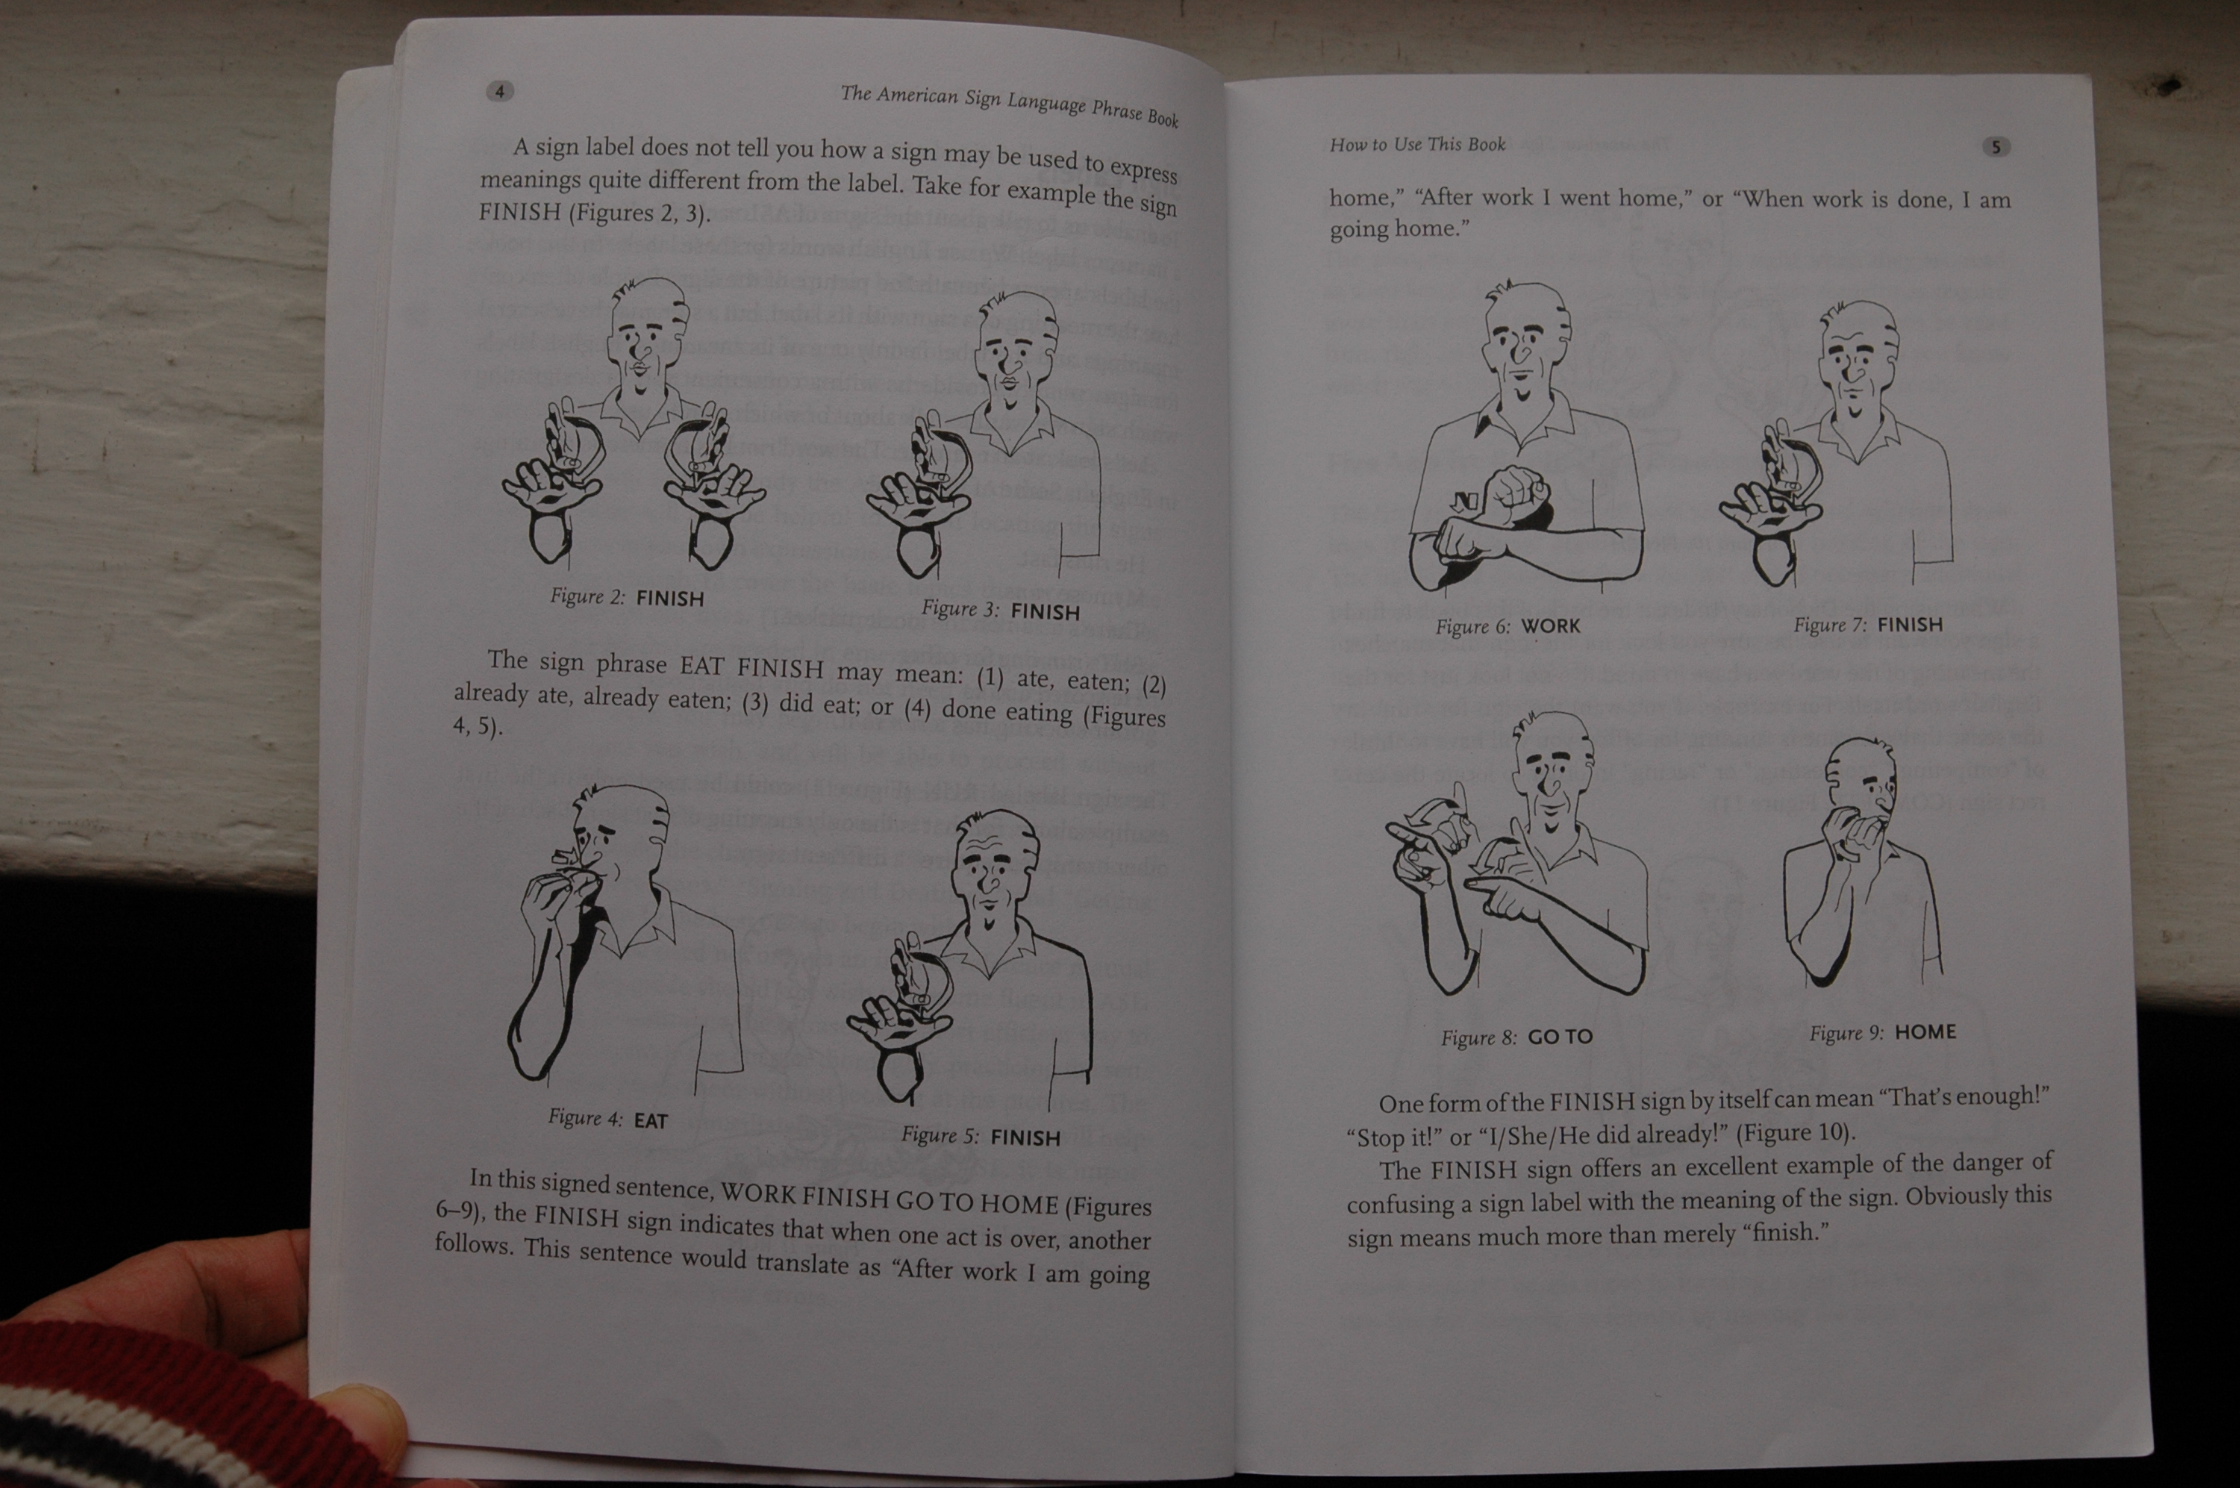 4
The American Sign Language Phrase Book
A sign label does not tell you how a sign may be used to express
meanings quite different from the label. Take for example the sign
FINISH (Figures 2, 3).
Figure 2: FINISH
Figure 3: FINISH
The sign phrase EAT FINISH may mean: (1) ate, eaten; (2)
already ate, already eaten; (3) did eat; or (4) done eating (Figures
4, 5).
Figure 4: EAT
Figure 5: FINISH
In this signed sentence, WORK FINISH GO TO HOME (Figures
6–9), the FINISH sign indicates that when one act is over, another
follows. This sentence would translate as “After work I am going
How to Use This Book
5
home,” “After work I went home,” or “When work is done, I am
going home.”
Figure 6: WORK
Figure 7: FINISH
Figure 8: GO TO
Figure 9: HOME
One form of the FINISH sign by itself can mean “That’s enough!”
“Stop it!” or “I/She/He did already!” (Figure 10).
The FINISH sign offers an excellent example of the danger of
confusing a sign label with the meaning of the sign. Obviously this
sign means much more than merely “finish.”